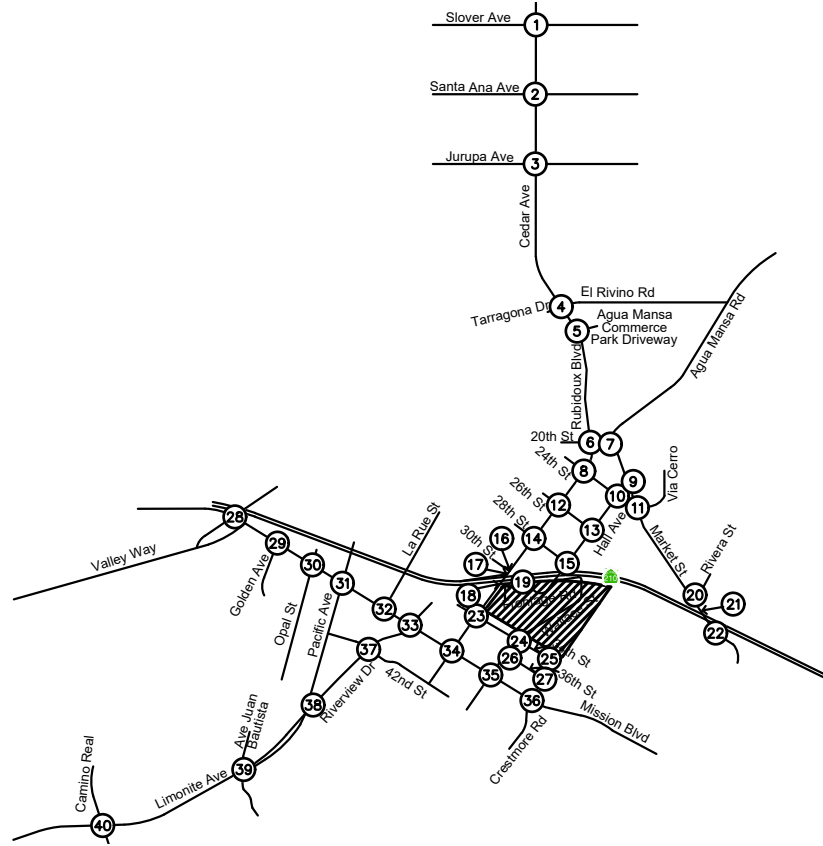 Slover Ave
1
Santa Ana Ave
2
Jurupa Ave
3
Cedar Ave
El Rivino Rd
4
Tarragona Dr
Agua Mansa
Commerce
Park Driveway
5
Agua Mansa Rd
Rubidoux Blvd
20th St
6
7
24th St
8
9
Via Cerro
10
26th St
12
11
28th St
13
Hall Ave
Market St
16
14
30th St
15
La Rue St
28
Valley Way
29
17
19
210
Rivera St
Golden Ave
30
31
18
Frontage Rd
20
21
Opal St
Pacific Ave
32
23
22
33
24
37
34
26
25
36th St
42nd St
35
27
Riverview Dr
38
36
Mission Blvd
Crestmore Rd
Ave Juan
Bautista
39
Camino Real
Limonite Ave
40